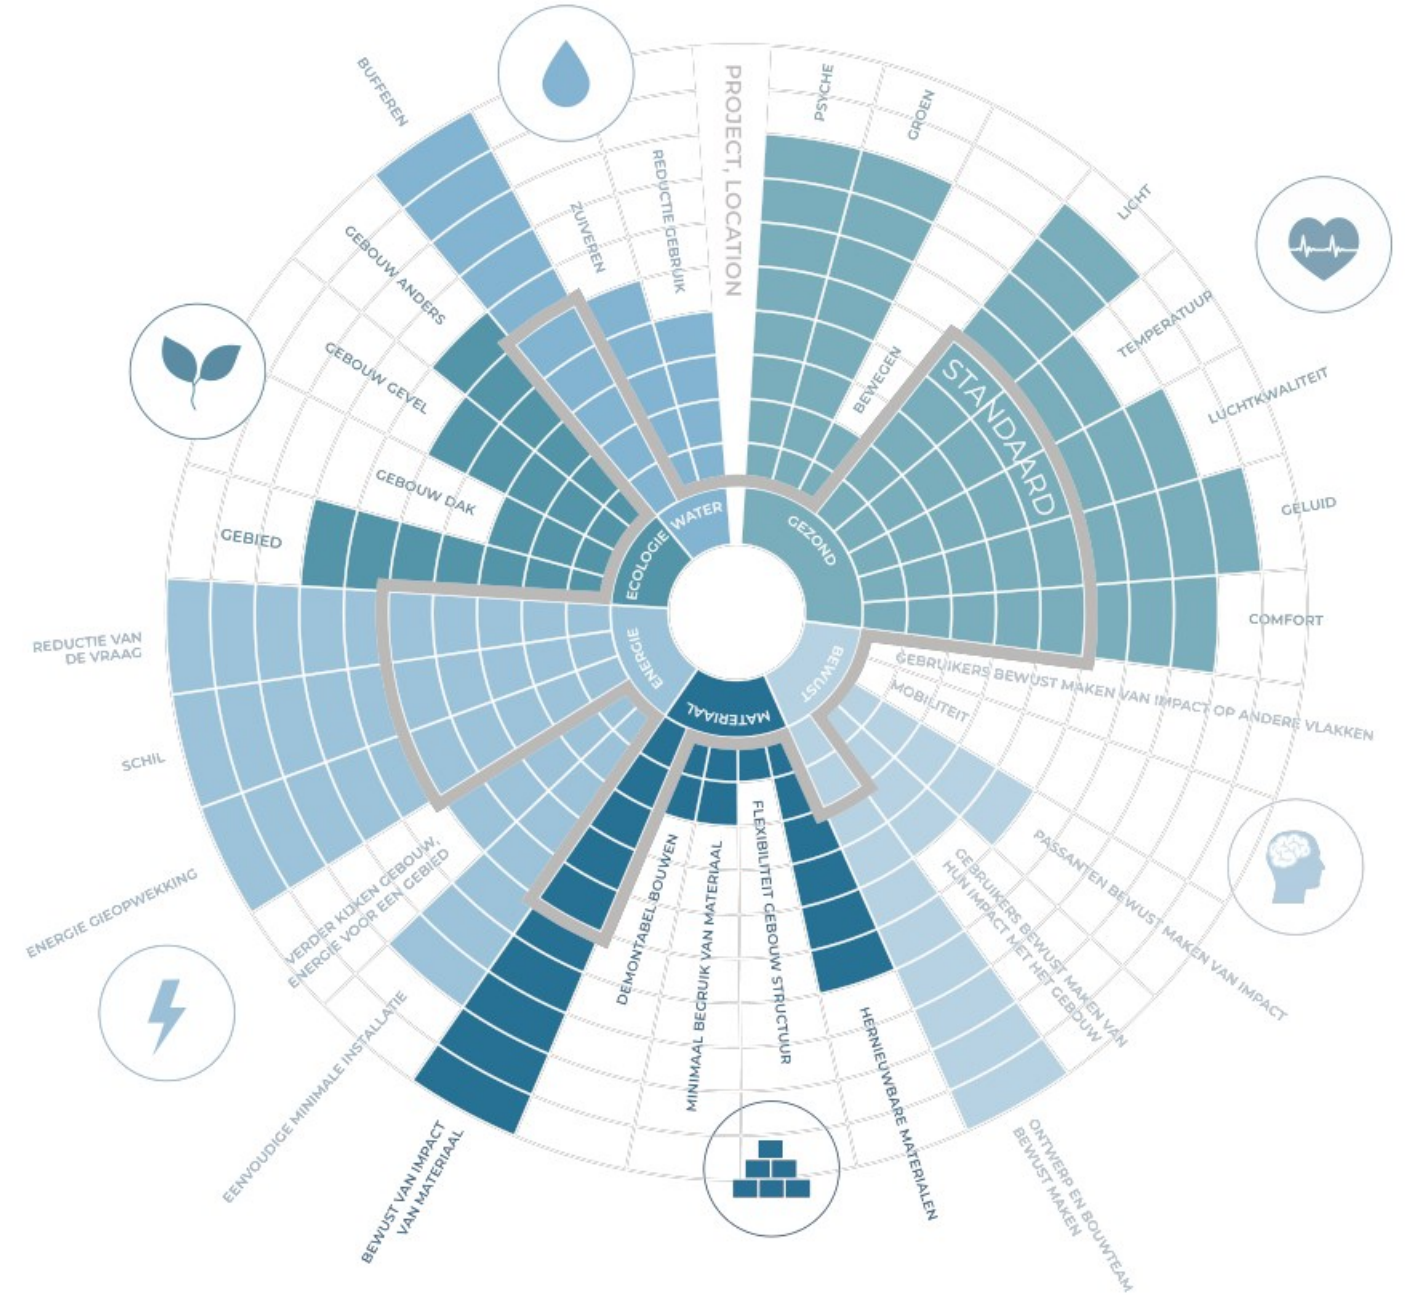 PROJECT, LOCATION
PSYCHE
GROEN
BEWEGEN
LICHT
TEMPERATUUR
LUCHTKWALITEIT
GELUID
COMFORT
STANDAARD
GEZOND
GEBRUIKERS BEWUST MAKEN VAN IMPACT OP ANDERE VLAKKEN
MOBILITEIT
PASSANTEN BEWUST MAKEN VAN IMPACT
GEBRUIKERS BEWUST MAKEN VAN
HUN IMPACT MET HET GEBOUW
ONTWERP EN BOUWTEAM
BEWUST MAKEN
BEWUST
HERNIEUWBARE MATERIALEN
FLEXIBILITEIT GEBOUW STRUCTUUR
MINIMAAL BEGRUIK VAN MATERIAAL
DEMONTABEL BOUWEN
BEWUST VAN IMPACT
VAN MATERIAAL
MATERIAAL
EENVOUDIGE MINIMALE INSTALLATIE
VERDER KIJKEN GEBOUW,
ENERGIE VOOR EEN GEBIED
ENERGIE GIEOPWEKKING
SCHIL
REDUCTIE VAN
DE VRAAG
ENERGIE
GEBIED
GEBOUW DAK
GEBOUW GEVEL
GEBOUW ANDERS
ECOLOGIE
BUFFEREN
ZUIVEREN
REDUCTIE GEBRUIK
WATER